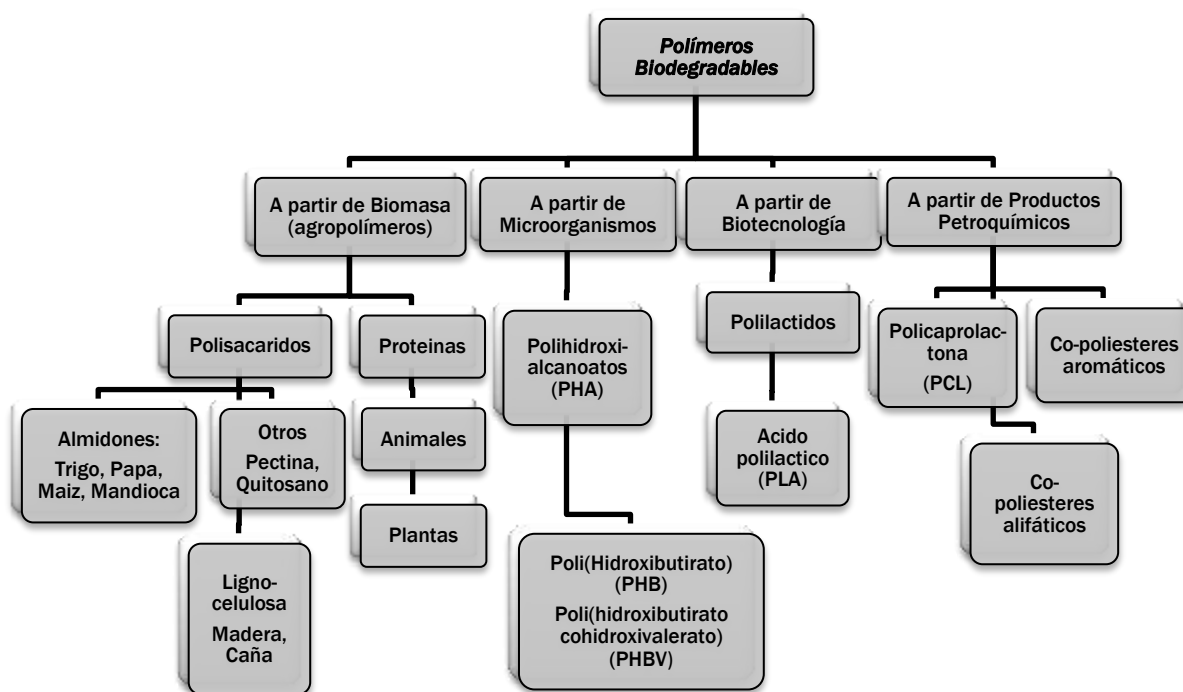 Polímeros
Biodegradables
A partir de Biomasa
(agropolímeros)
A partir de
Microorganismos
A partir de
Biotecnología
A partir de Productos
Petroquímicos
Polisacaridos
Proteinas
Polihidroxi-
alcanoatos
(PHA)
Polilactidos
Policaprolac-
tona
(PCL)
Co-poliesteres
aromáticos
Almidones:
Trigo, Papa,
Maiz, Mandioca
Otros
Pectina,
Quitosano
Animales
Acido
polilactico
(PLA)
Co-
poliesteres
alifáticos
Plantas
Ligno-
celulosa
Madera,
Caña
Poli(Hidroxibutirato)
(PHB)
Poli(hidroxibutirato
cohidroxivalerato)
(PHBV)